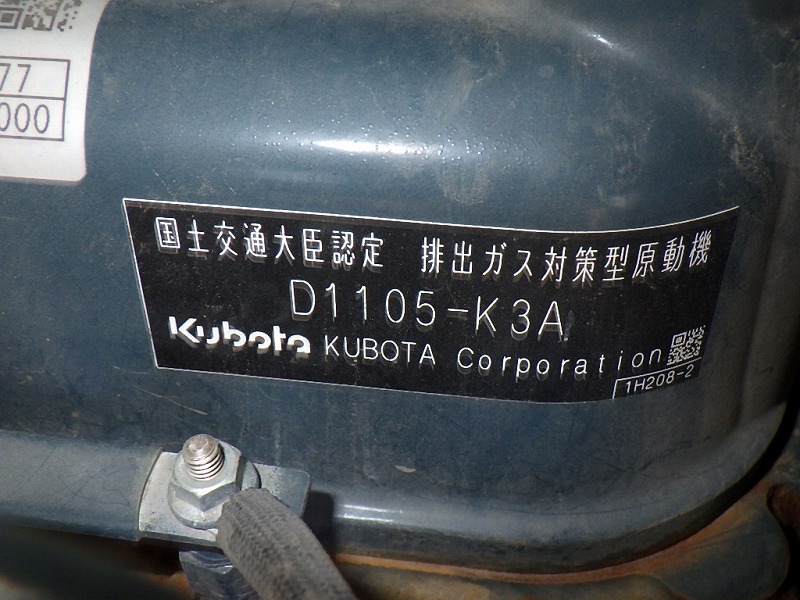 77
000
国土交通大臣認定 排出ガス対策型原動機
D1105-K3A
Kubota KUBOTA Corporation
1H208-2